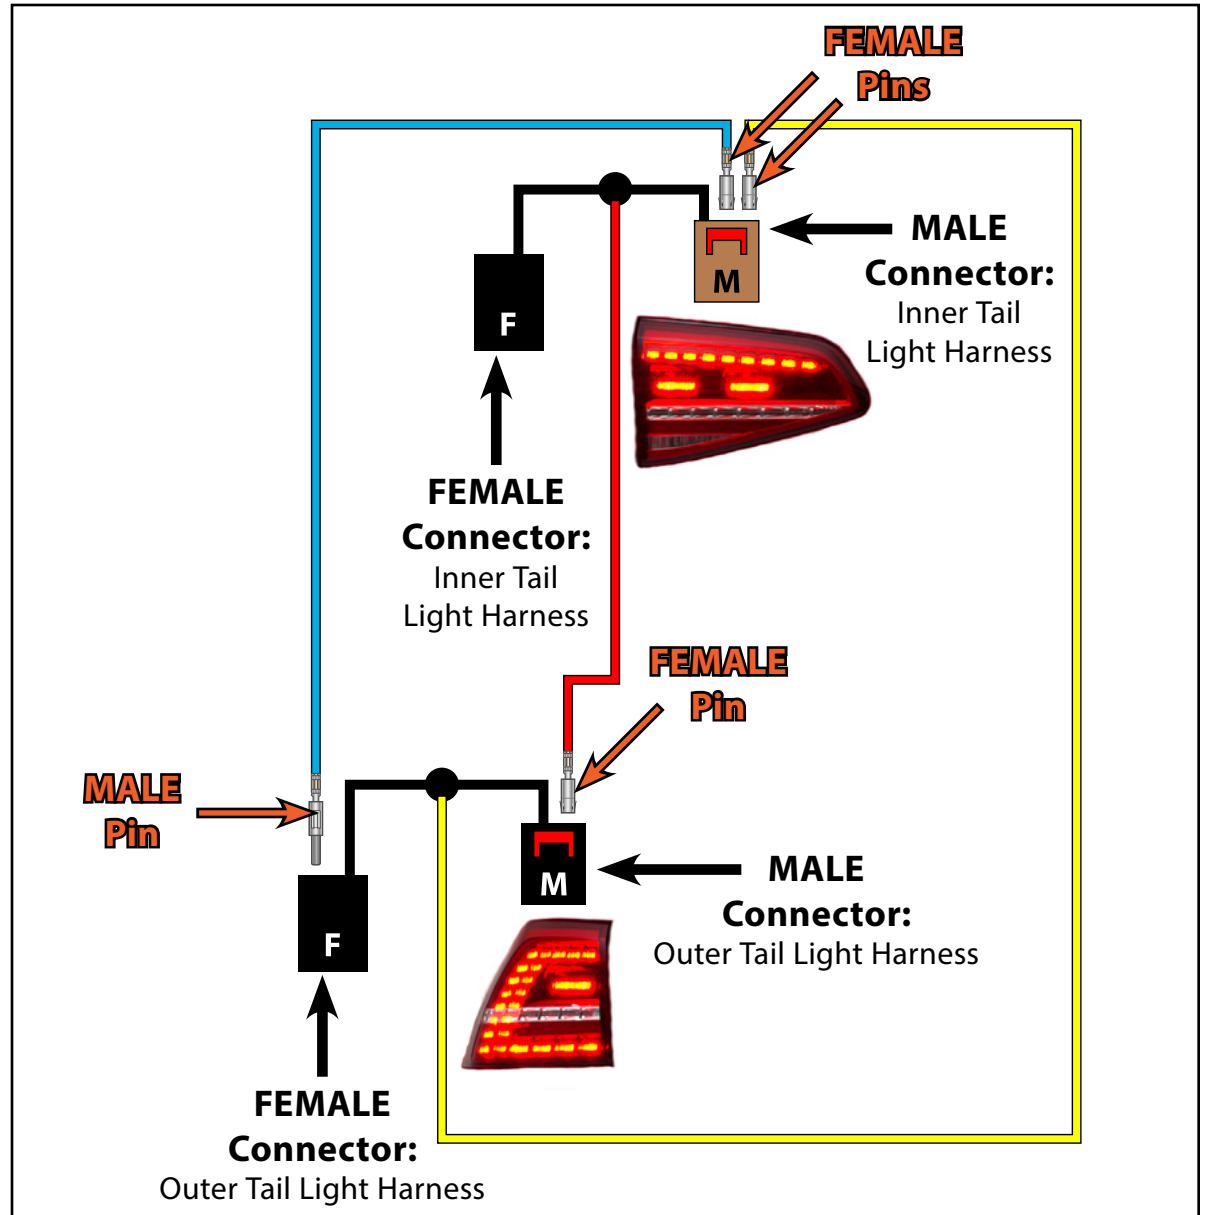 FEMALE
Pins
MALE
Connector:
Inner Tail
Light Harness
M
F
FEMALE
Connector:
Inner Tail
Light Harness
FEMALE
Pin
MALE
Pin
M
MALE
Connector:
Outer Tail Light Harness
F
FEMALE
Connector:
Outer Tail Light Harness